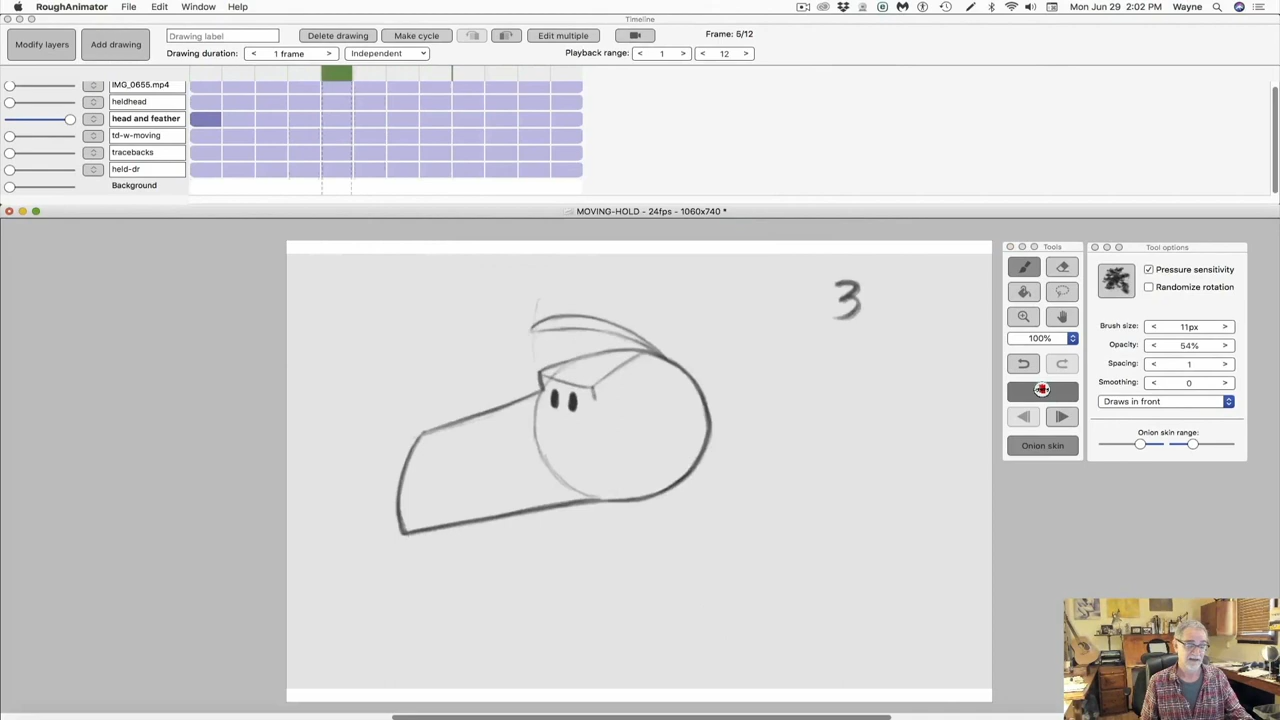 RoughAnimator File Edit Window Help Mon Jun 29 2:02 PM Wayne
Timeline
Modify layers Add drawing Drawing label Delete drawing Make cycle Edit multiple Frame: 5/12
Drawing duration: < 1 frame > Independent Playback range: < 1 > < 12 >
IMG_0655.mp4
heldhead
head and feather
td-w-moving
tracebacks
held-dr
Background
MOVING-HOLD - 24fps - 1060x740 *
3
Tools
100%
Onion skin
Tool options
Pressure sensitivity
Randomize rotation
Brush size: < 11px >
Opacity: < 54% >
Spacing: < 1 >
Smoothing: < 0 >
Draws in front
Onion skin range: